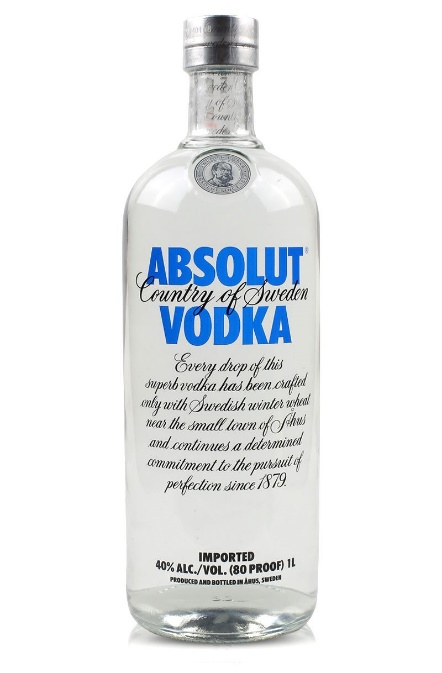 ABSOLUT®
Country of Sweden
VODKA
Every drop of this
superb vodka has been crafted
only with Swedish winter wheat
near the small town of Åhus
and continues a determined
commitment to the pursuit of
perfection since 1879.
IMPORTED
40% ALC./VOL. (80 PROOF) 1L
PRODUCED AND BOTTLED IN ÅHUS, SWEDEN